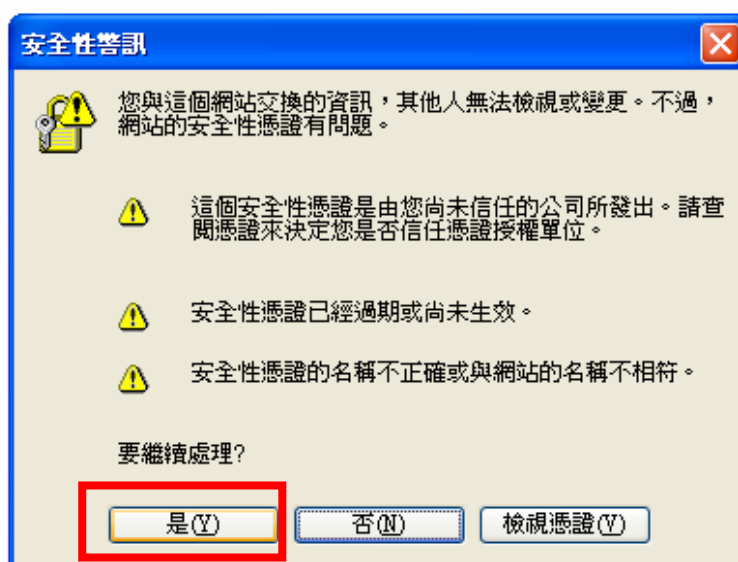 安全性警訊
您與這個網站交換的資訊，其他人無法檢視或變更。不過，
網站的安全性憑證有問題。
這個安全性憑證是由您尚未信任的公司所發出。請查
閱憑證來決定您是否信任憑證授權單位。
安全性憑證已經過期或尚未生效。
安全性憑證的名稱不正確或與網站的名稱不相符。
要繼續處理?
是(Y) 否(N) 檢視憑證(V)